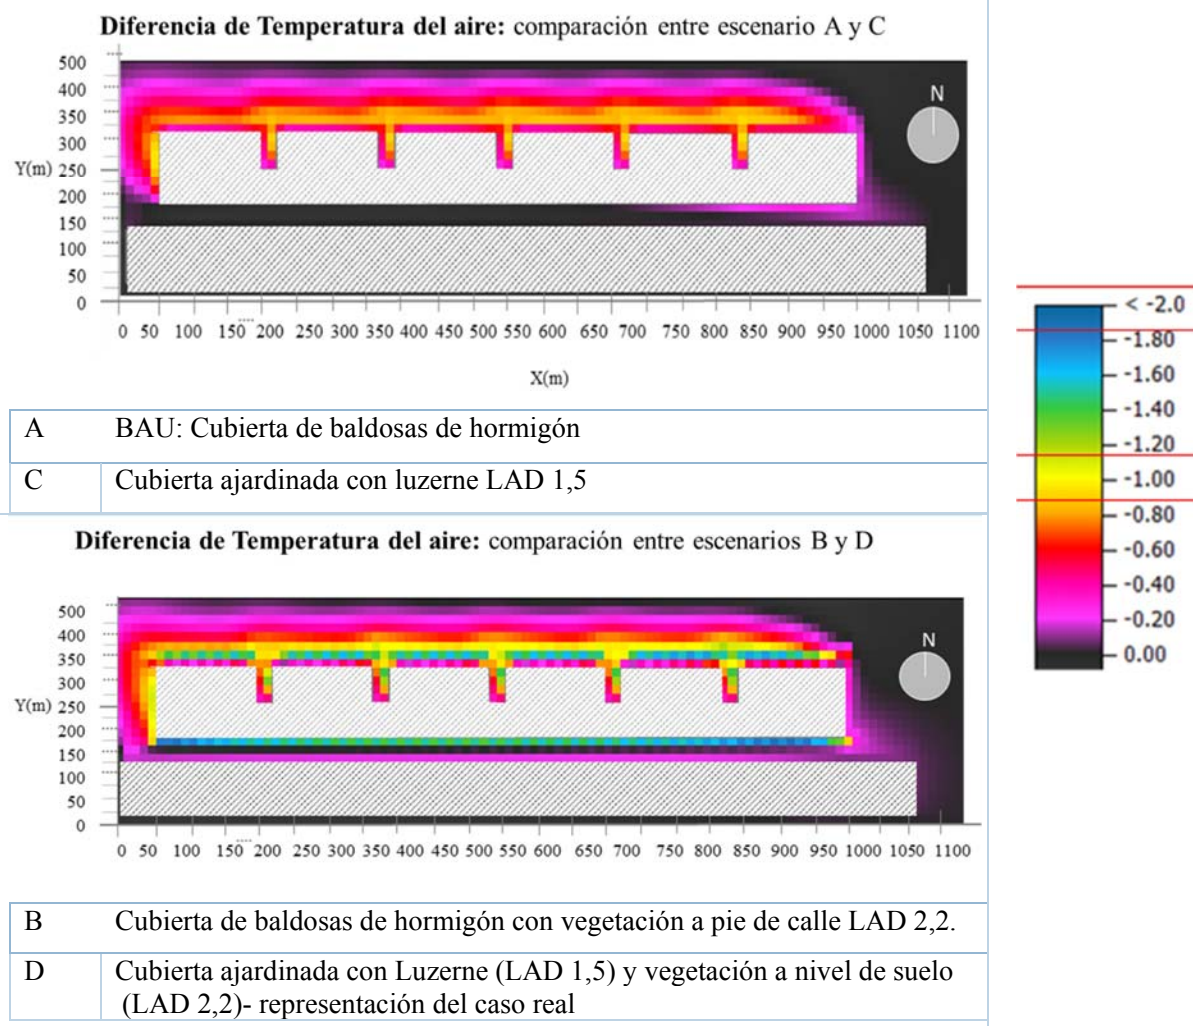 Diferencia de Temperatura del aire: comparación entre escenario A y C
500
400
350
300
Y(m) 250
200
150
100
50
0
N
0 50 100 150 200 250 300 350 400 450 500 550 600 650 700 750 800 850 900 950 1000 1050 1100
X(m)
A BAU: Cubierta de baldosas de hormigón
C Cubierta ajardinada con luzerne LAD 1,5
Diferencia de Temperatura del aire: comparación entre escenarios B y D
500
400
350
300
Y(m) 250
200
150
100
50
0
N
0 50 100 150 200 250 300 350 400 450 500 550 600 650 700 750 800 850 950 1000 1050 1100
B Cubierta de baldosas de hormigón con vegetación a pie de calle LAD 2,2.
D Cubierta ajardinada con Luzerne (LAD 1,5) y vegetación a nivel de suelo
(LAD 2,2)- representación del caso real
< -2.0
-1.80
-1.60
-1.40
-1.20
-1.00
-0.80
-0.60
-0.40
-0.20
0.00